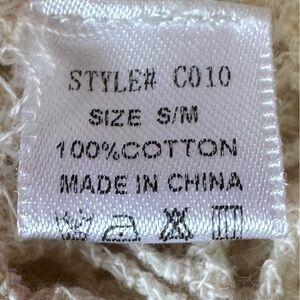 STYLE# C010
SIZE S/M
100%COTTON
MADE IN CHINA